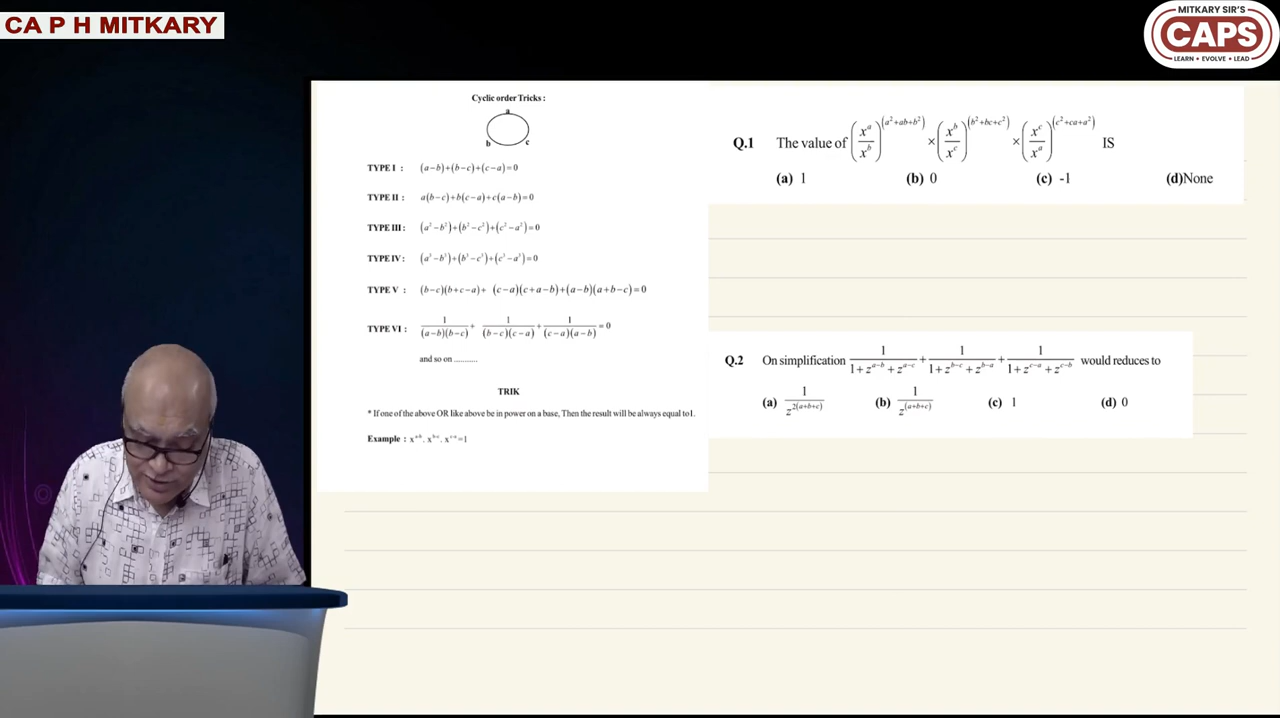 CA P H MITKARY
MITKARY SIR'S
CAPS
LEARN • EVOLVE • LEAD
Cyclic order Tricks :
a
b c
TYPE I : (a−b)+(b−c)+(c−a)=0
TYPE II : a(b−c)+b(c−a)+c(a−b)=0
TYPE III : (a²−b²)+(b²−c²)+(c²−a²)=0
TYPE IV : (a³−b³)+(b³−c³)+(c³−a³)=0
TYPE V : (b−c)(b+c−a)+ (c−a)(c+a−b)+(a−b)(a+b−c)=0
TYPE VI : 1/((a−b)(b−c)) + 1/((b−c)(c−a)) + 1/((c−a)(a−b)) = 0
and so on ...........
TRIK
* If one of the above OR like above be in power on a base, Then the result will be always equal to1.
Example :
Q.1 The value of (x^a/x^b)^(a²+ab+b²) × (x^b/x^c)^(b²+bc+c²) × (x^c/x^a)^(c²+ca+a²) IS
(a) 1 (b) 0 (c) -1 (d)None
Q.2 On simplification 1/(1+z^(a−b)+z^(a−c)) + 1/(1+z^(b−c)+z^(b−a)) + 1/(1+z^(c−a)+z^(c−b)) would reduces to
(a) 1/z^(2(a+b+c)) (b) 1/z^((a+b+c)) (c) 1 (d) 0